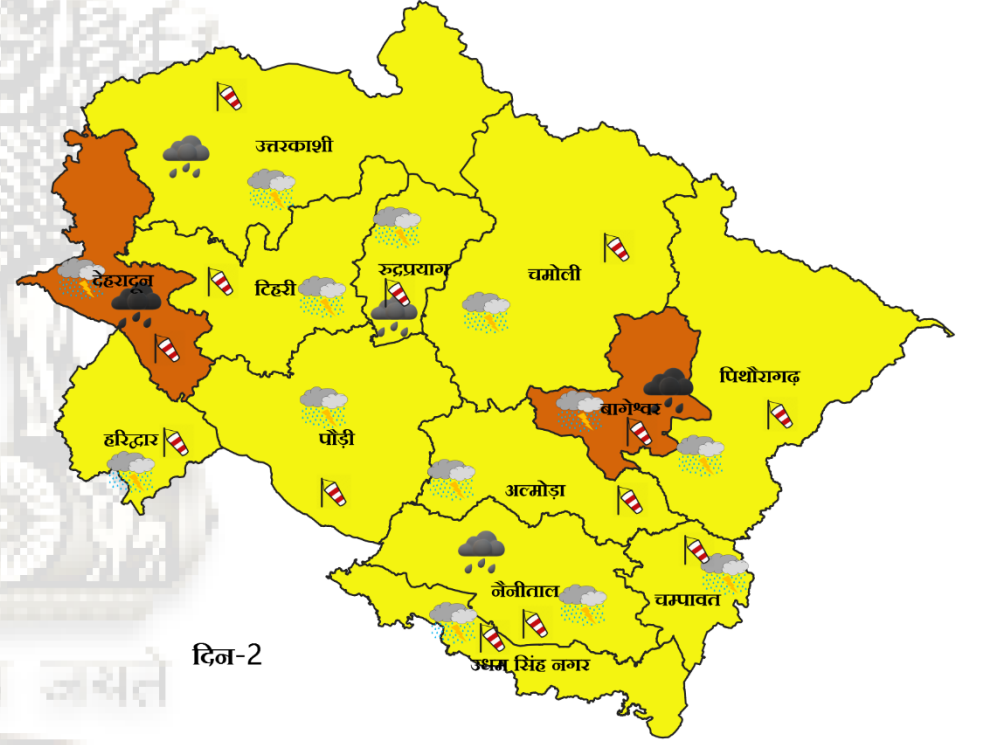 उत्तरकाशी
देहरादून
टिहरी
रुद्रप्रयाग
चमोली
पिथौरागढ़
बागेश्वर
हरिद्वार
पौड़ी
अल्मोड़ा
नैनीताल
चम्पावत
उधम सिंह नगर
दिन-2